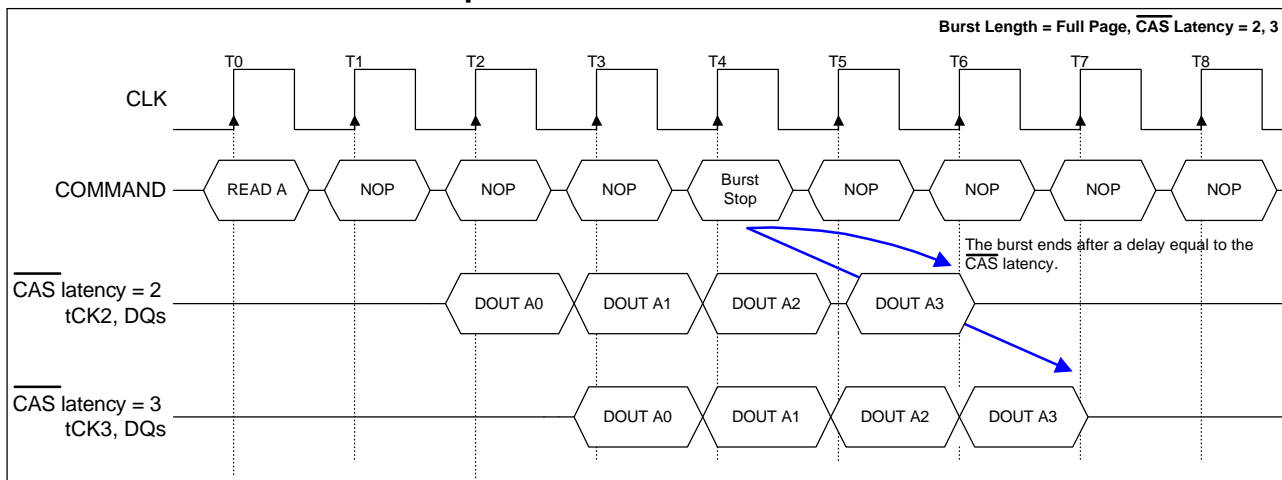 Burst Length = Full Page, CAS Latency = 2, 3
T0 T1 T2 T3 T4 T5 T6 T7 T8
CLK
COMMAND
READ A NOP NOP NOP Burst Stop NOP NOP NOP NOP
The burst ends after a delay equal to the
CAS latency.
CAS latency = 2
tCK2, DQs
DOUT A0 DOUT A1 DOUT A2 DOUT A3
CAS latency = 3
tCK3, DQs
DOUT A0 DOUT A1 DOUT A2 DOUT A3